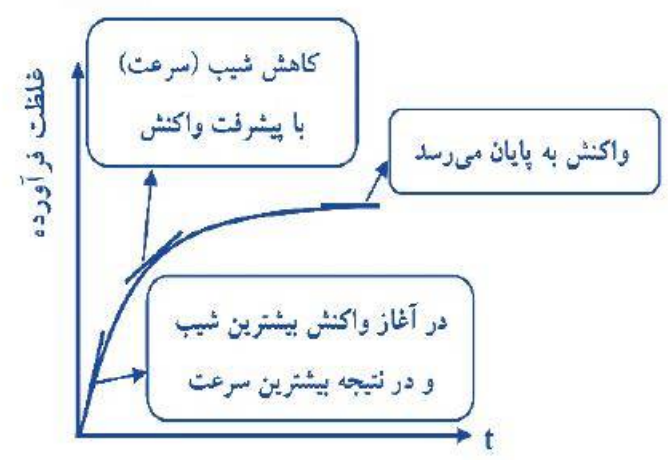 غلظت فرآورده
کاهش شیب (سرعت)
با پیشرفت واکنش
واکنش به پایان می‌رسد
در آغاز واکنش بیشترین شیب
و در نتیجه بیشترین سرعت
t